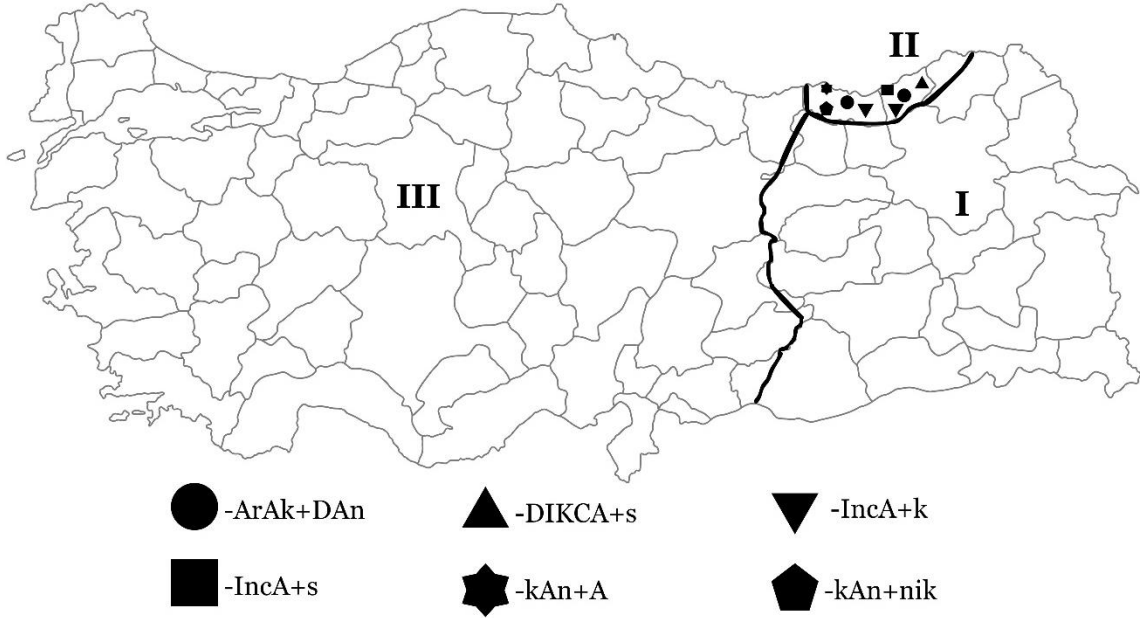 II
III
I
-ArAk+DAn
-DIKCA+s
-IncA+k
-IncA+s
-kAn+A
-kAn+nik